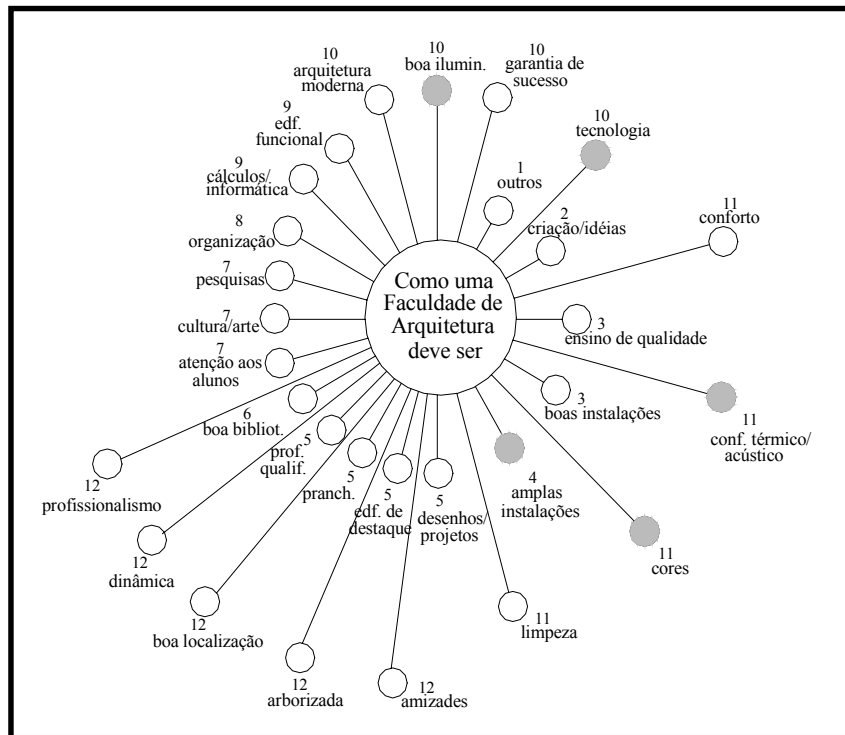 10
arquitetura
moderna
10
boa ilumin.
10
garantia de
sucesso
10
tecnologia
9
edf.
funcional
9
cálculos/
informática
1
outros
2
criação/idéias
11
conforto
8
organização
7
pesquisas
Como uma
Faculdade de
Arquitetura
deve ser
7
cultura/arte
3
ensino de qualidade
7
atenção aos
alunos
3
boas instalações
11
conf. térmico/
acústico
6
boa bibliot.
5
prof.
qualif.
5
pranch.
5
edf. de
destaque
5
desenhos/
projetos
4
amplas
instalações
11
cores
12
profissionalismo
12
dinâmica
12
boa localização
11
limpeza
12
arborizada
12
amizades